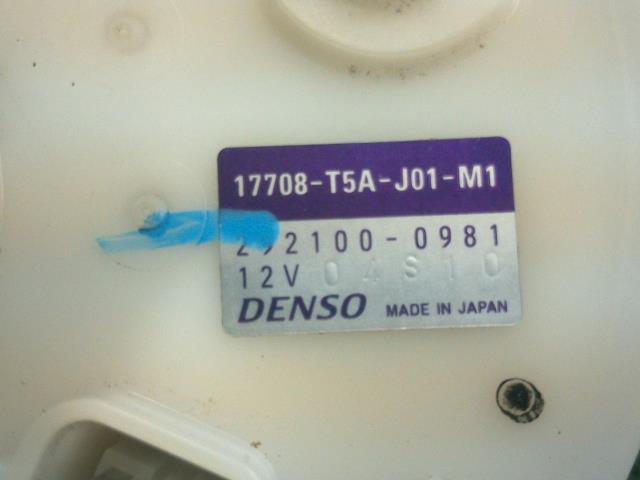 17708-T5A-J01-M1
292100-0981
12V 04S10
DENSO MADE IN JAPAN